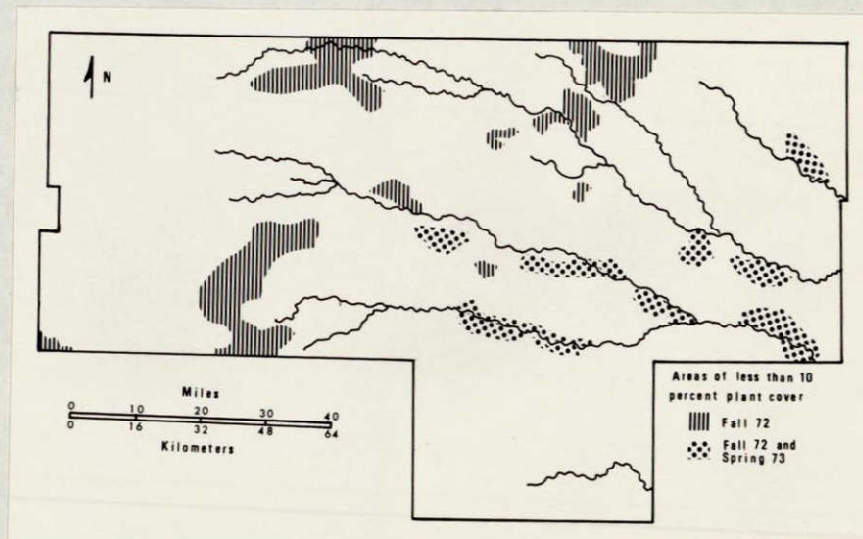 N
Miles
0 10 20 30 40
0 16 32 48 64
Kilometers
Areas of less than 10
percent plant cover
Fall 72
Fall 72 and
Spring 73